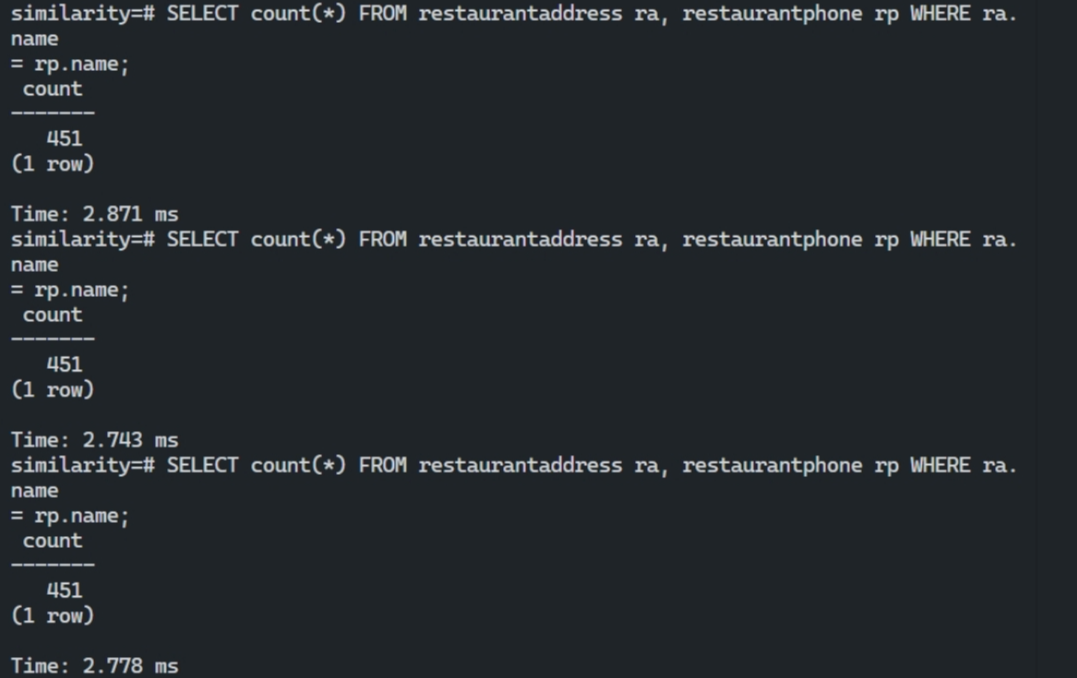 similarity=# SELECT count(*) FROM restaurantaddress ra, restaurantphone rp WHERE ra.
name
= rp.name;
 count
-------
   451
(1 row)

Time: 2.871 ms
similarity=# SELECT count(*) FROM restaurantaddress ra, restaurantphone rp WHERE ra.
name
= rp.name;
 count
-------
   451
(1 row)

Time: 2.743 ms
similarity=# SELECT count(*) FROM restaurantaddress ra, restaurantphone rp WHERE ra.
name
= rp.name;
 count
-------
   451
(1 row)

Time: 2.778 ms